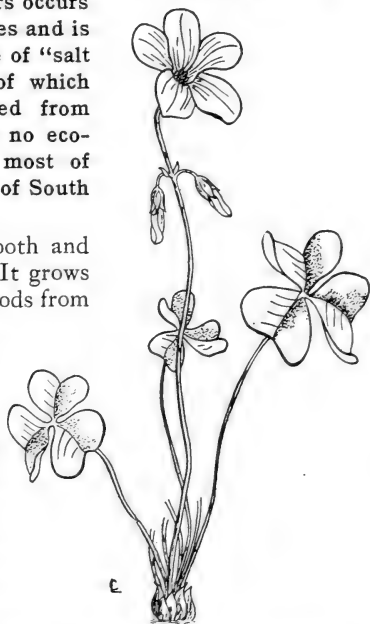 rs occurs
es and is
of “salt
of which
ed from
no eco-
most of
of South
ooth and
It grows
ods from